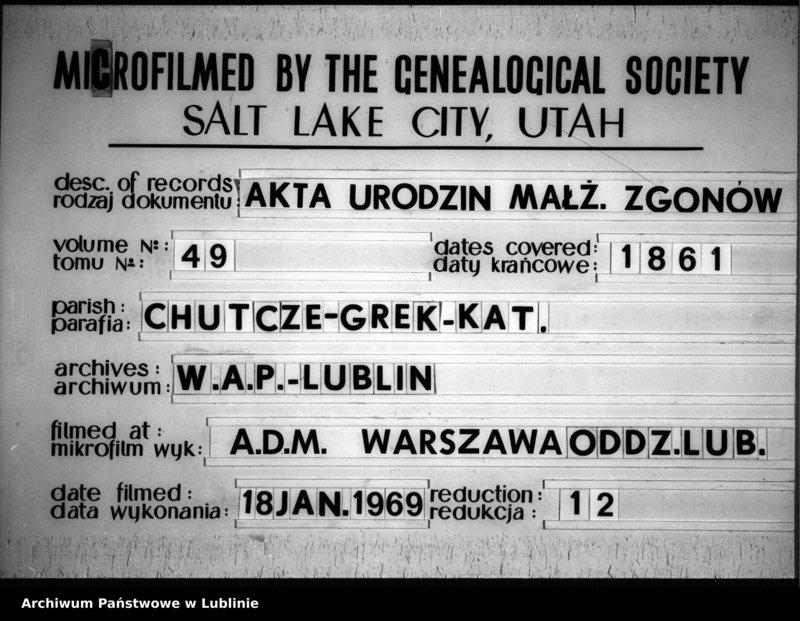 MICROFILMED BY THE GENEALOGICAL SOCIETY
SALT LAKE CITY, UTAH
desc. of records
rodzaj dokumentu: AKTA URODZIN MAŁŻ. ZGONÓW
volume No:
tomu No: 49
dates covered:
daty krańcowe: 1861
parish:
parafia: CHUTCZE-GREK-KAT.
archives:
archiwum: W.A.P.-LUBLIN
filmed at:
mikrofilm wyk: A.D.M. WARSZAWA ODDZ.LUB.
date filmed:
data wykonania: 18JAN.1969
reduction:
redukcja: 12
Archiwum Państwowe w Lublinie